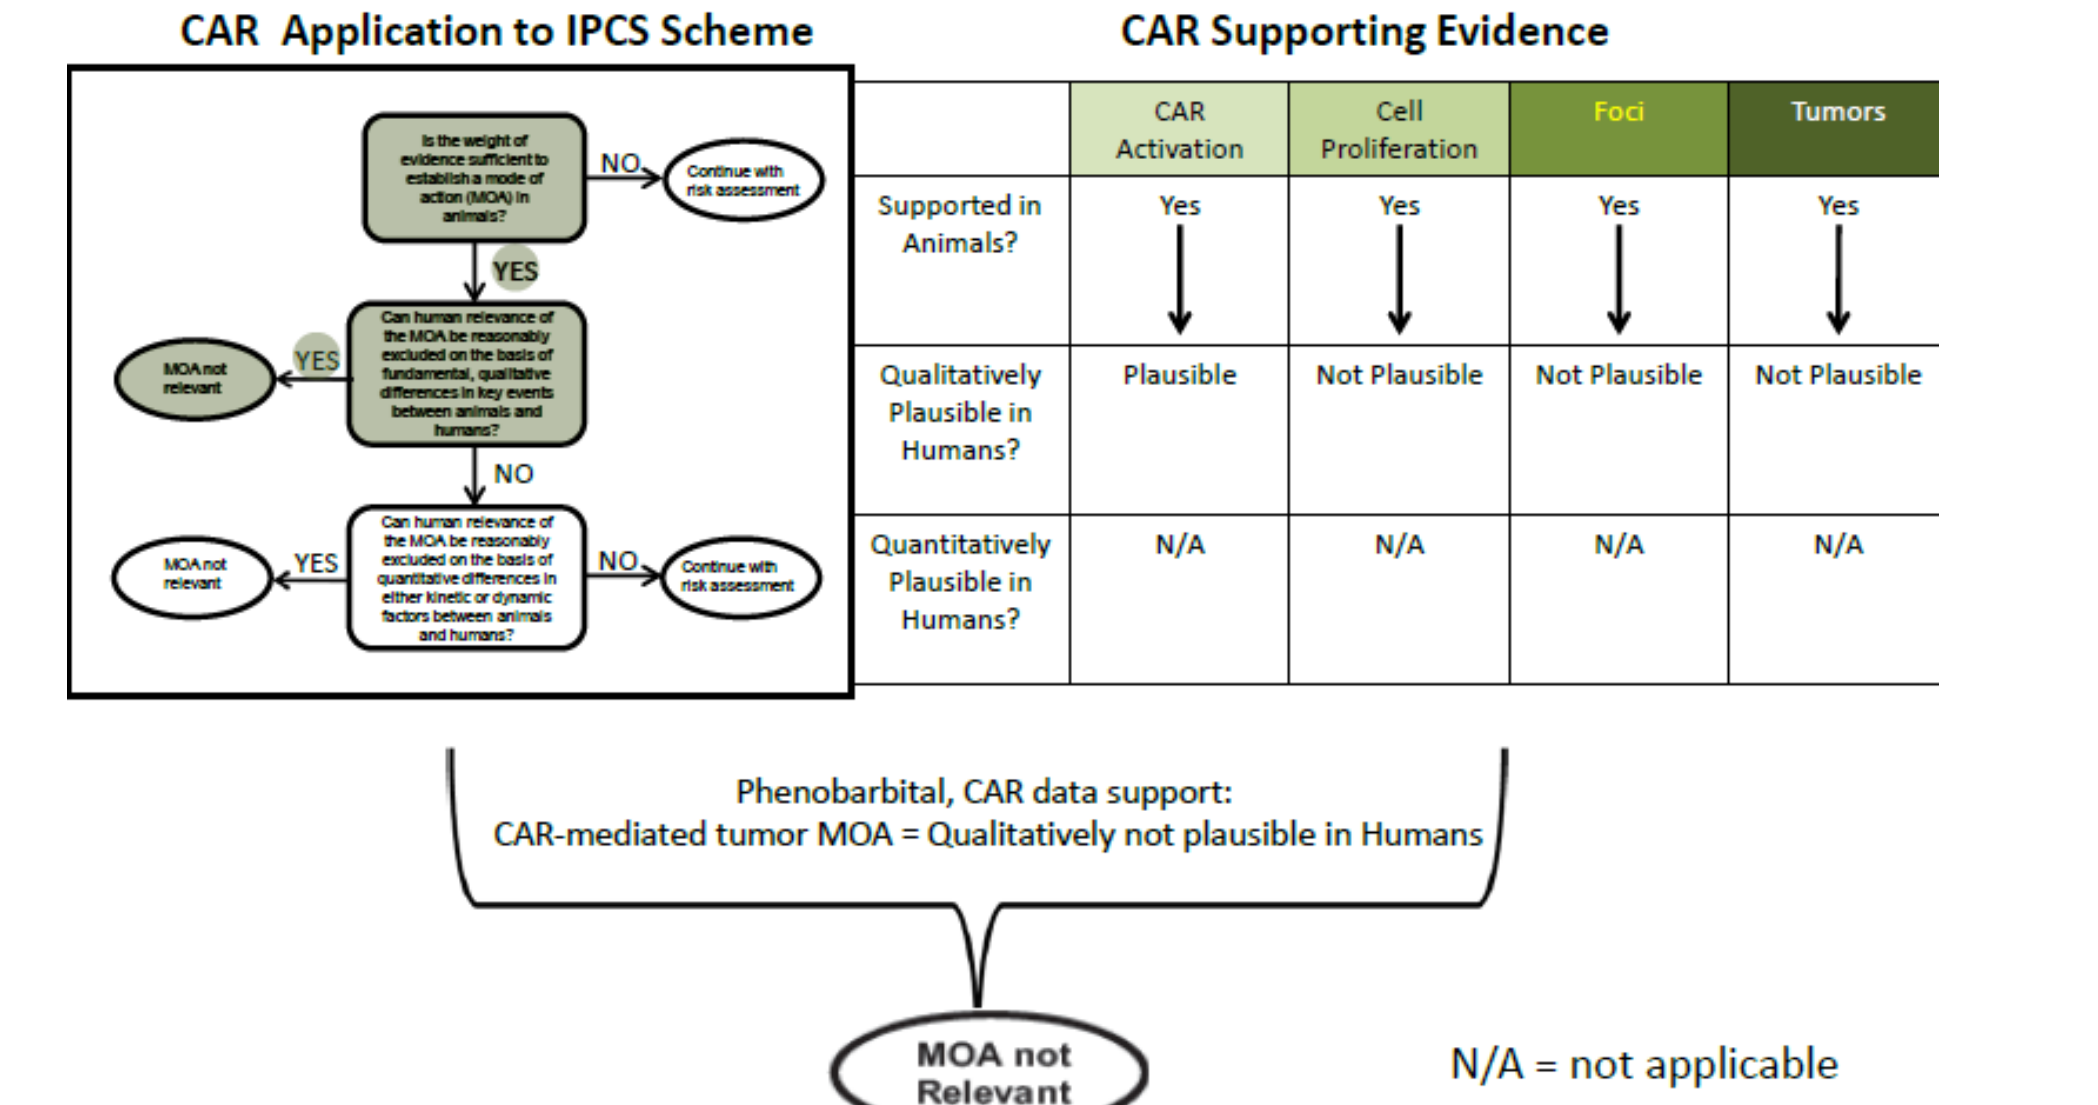 CAR Application to IPCS Scheme
CAR Supporting Evidence
Is the weight of
evidence sufficient to
establish a mode of
action (MOA) in
animals?
NO
Continue with
risk assessment
YES
Can human relevance of
the MOA be reasonably
excluded on the basis of
fundamental, qualitative
differences in key events
between animals and
humans?
YES
MOA not
relevant
NO
Can human relevance of
the MOA be reasonably
excluded on the basis of
quantitative differences in
either kinetic or dynamic
factors between animals
and humans?
YES
MOA not
relevant
NO
Continue with
risk assessment
CAR
Activation
Cell
Proliferation
Foci
Tumors
Supported in
Animals?
Yes
Yes
Yes
Yes
Qualitatively
Plausible in
Humans?
Plausible
Not Plausible
Not Plausible
Not Plausible
Quantitatively
Plausible in
Humans?
N/A
N/A
N/A
N/A
Phenobarbital, CAR data support:
CAR-mediated tumor MOA = Qualitatively not plausible in Humans
MOA not
Relevant
N/A = not applicable